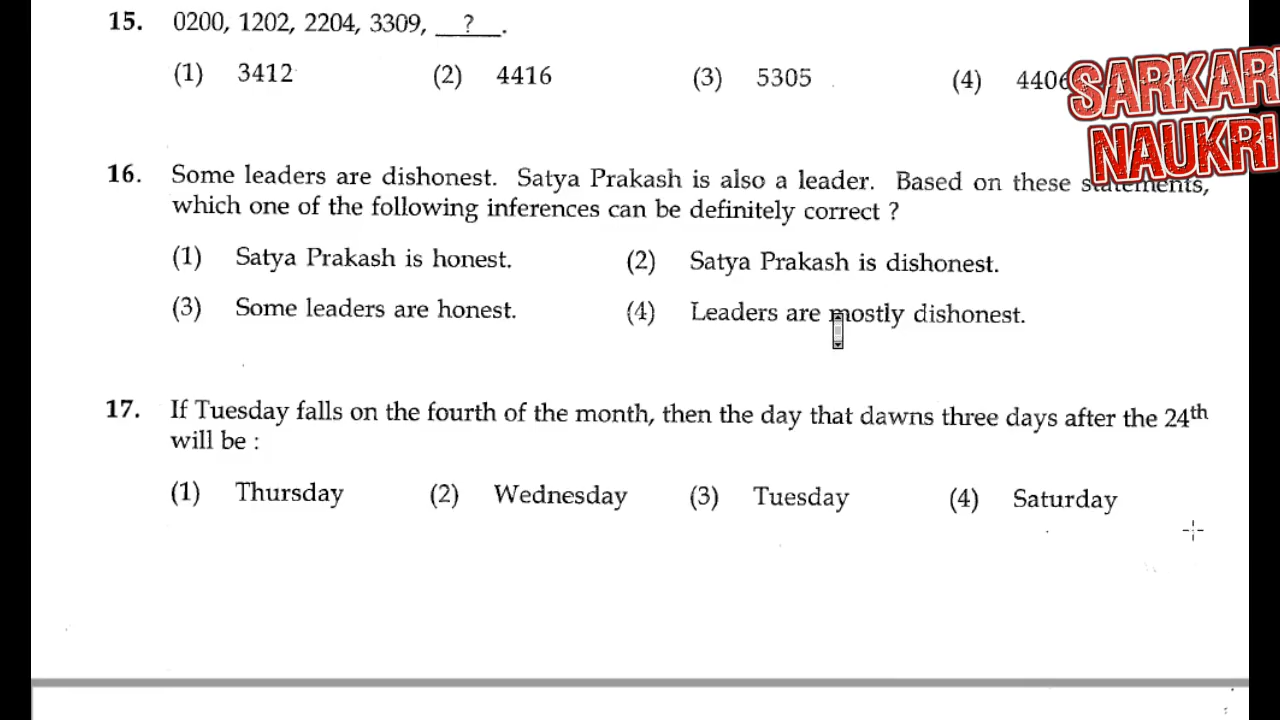 15. 0200, 1202, 2204, 3309, ? .
(1) 3412 (2) 4416 (3) 5305 (4) 4406
SARKARI
NAUKRI
16. Some leaders are dishonest. Satya Prakash is also a leader. Based on these statements,
which one of the following inferences can be definitely correct ?
(1) Satya Prakash is honest. (2) Satya Prakash is dishonest.
(3) Some leaders are honest. (4) Leaders are mostly dishonest.
17. If Tuesday falls on the fourth of the month, then the day that dawns three days after the 24th
will be :
(1) Thursday (2) Wednesday (3) Tuesday (4) Saturday